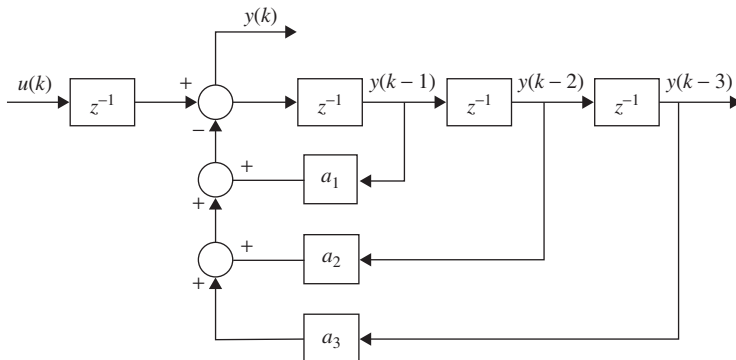 y(k)
u(k) z⁻¹ + − z⁻¹ y(k − 1) z⁻¹ y(k − 2) z⁻¹ y(k − 3)
+ + a₁
+ + a₂
a₃